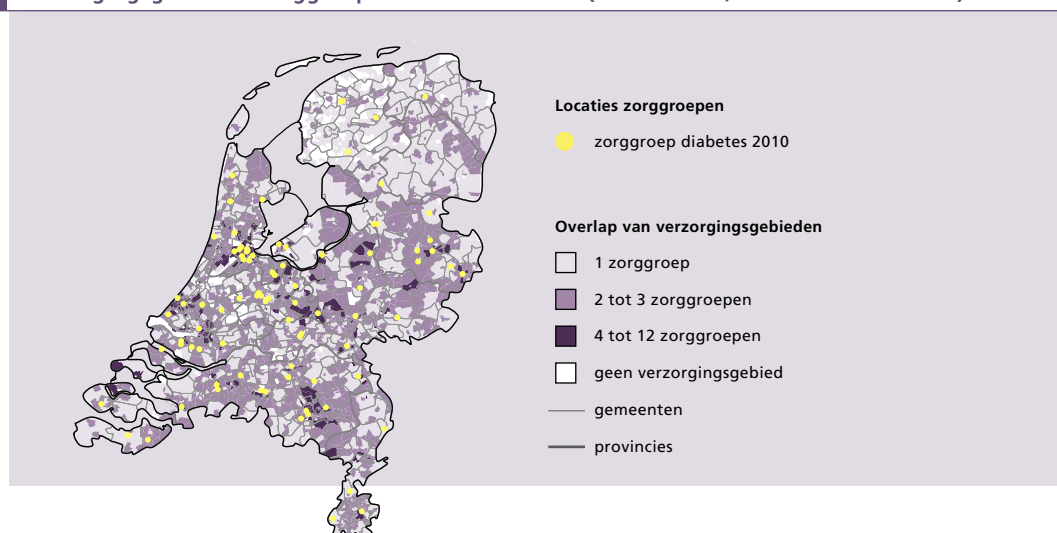 Locaties zorggroepen
zorggroep diabetes 2010
Overlap van verzorgingsgebieden
1 zorggroep
2 tot 3 zorggroepen
4 tot 12 zorggroepen
geen verzorgingsgebied
gemeenten
provincies